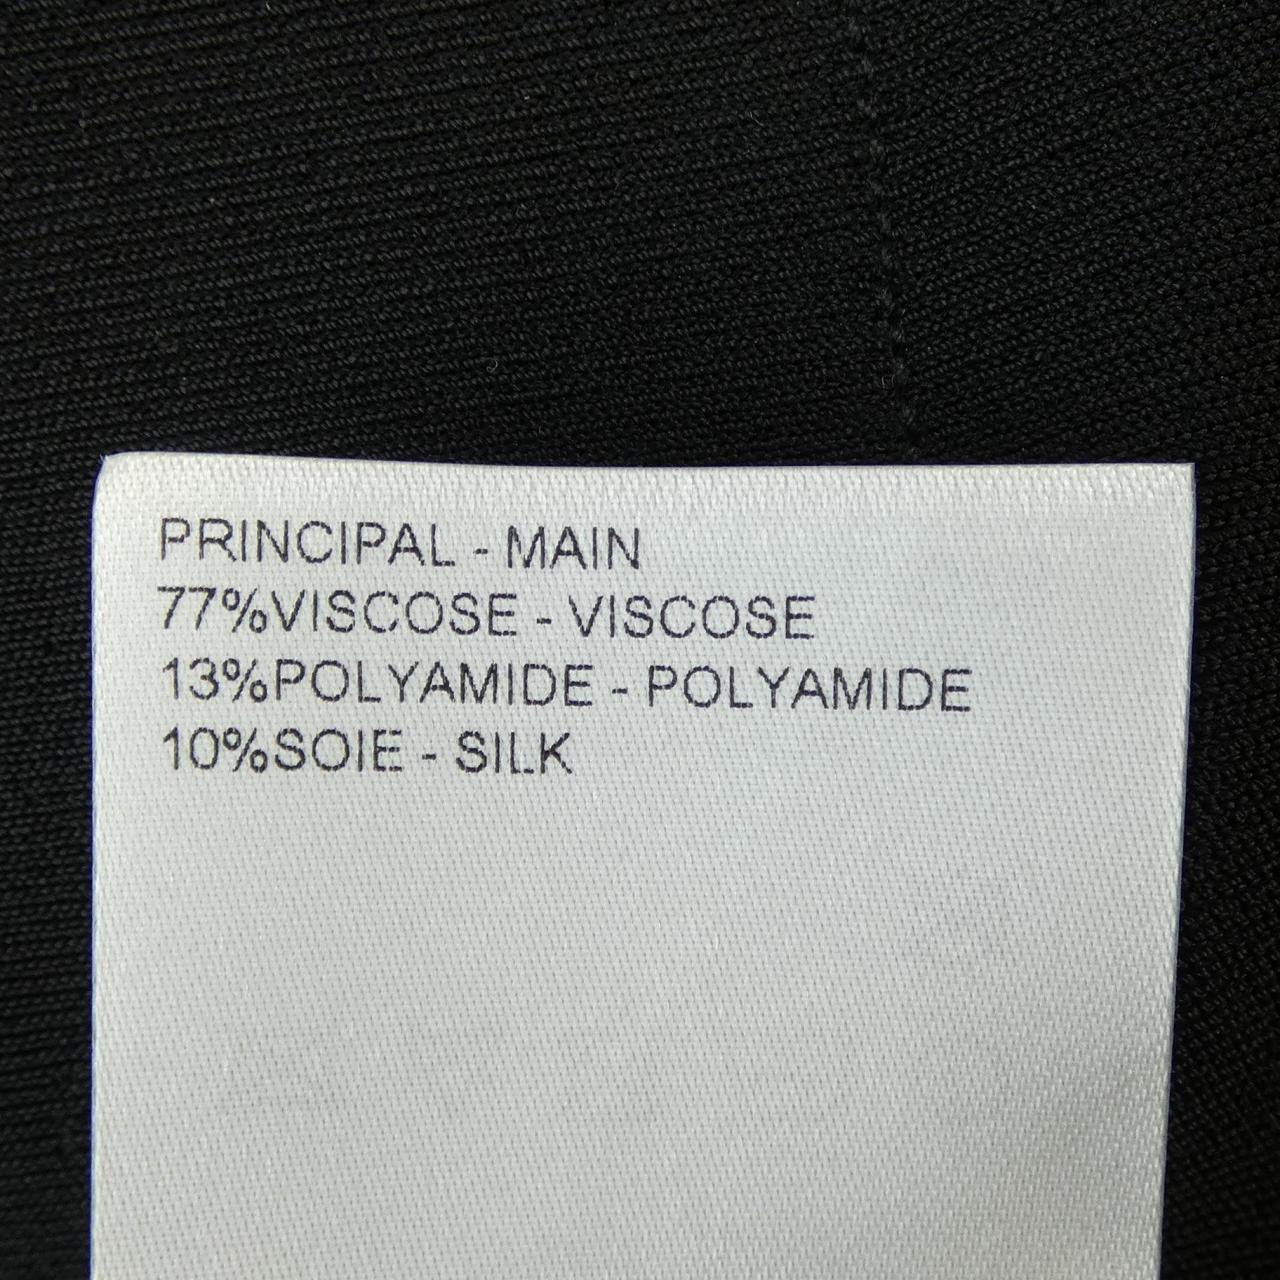 PRINCIPAL - MAIN
77%VISCOSE - VISCOSE
13%POLYAMIDE - POLYAMIDE
10%SOIE - SILK